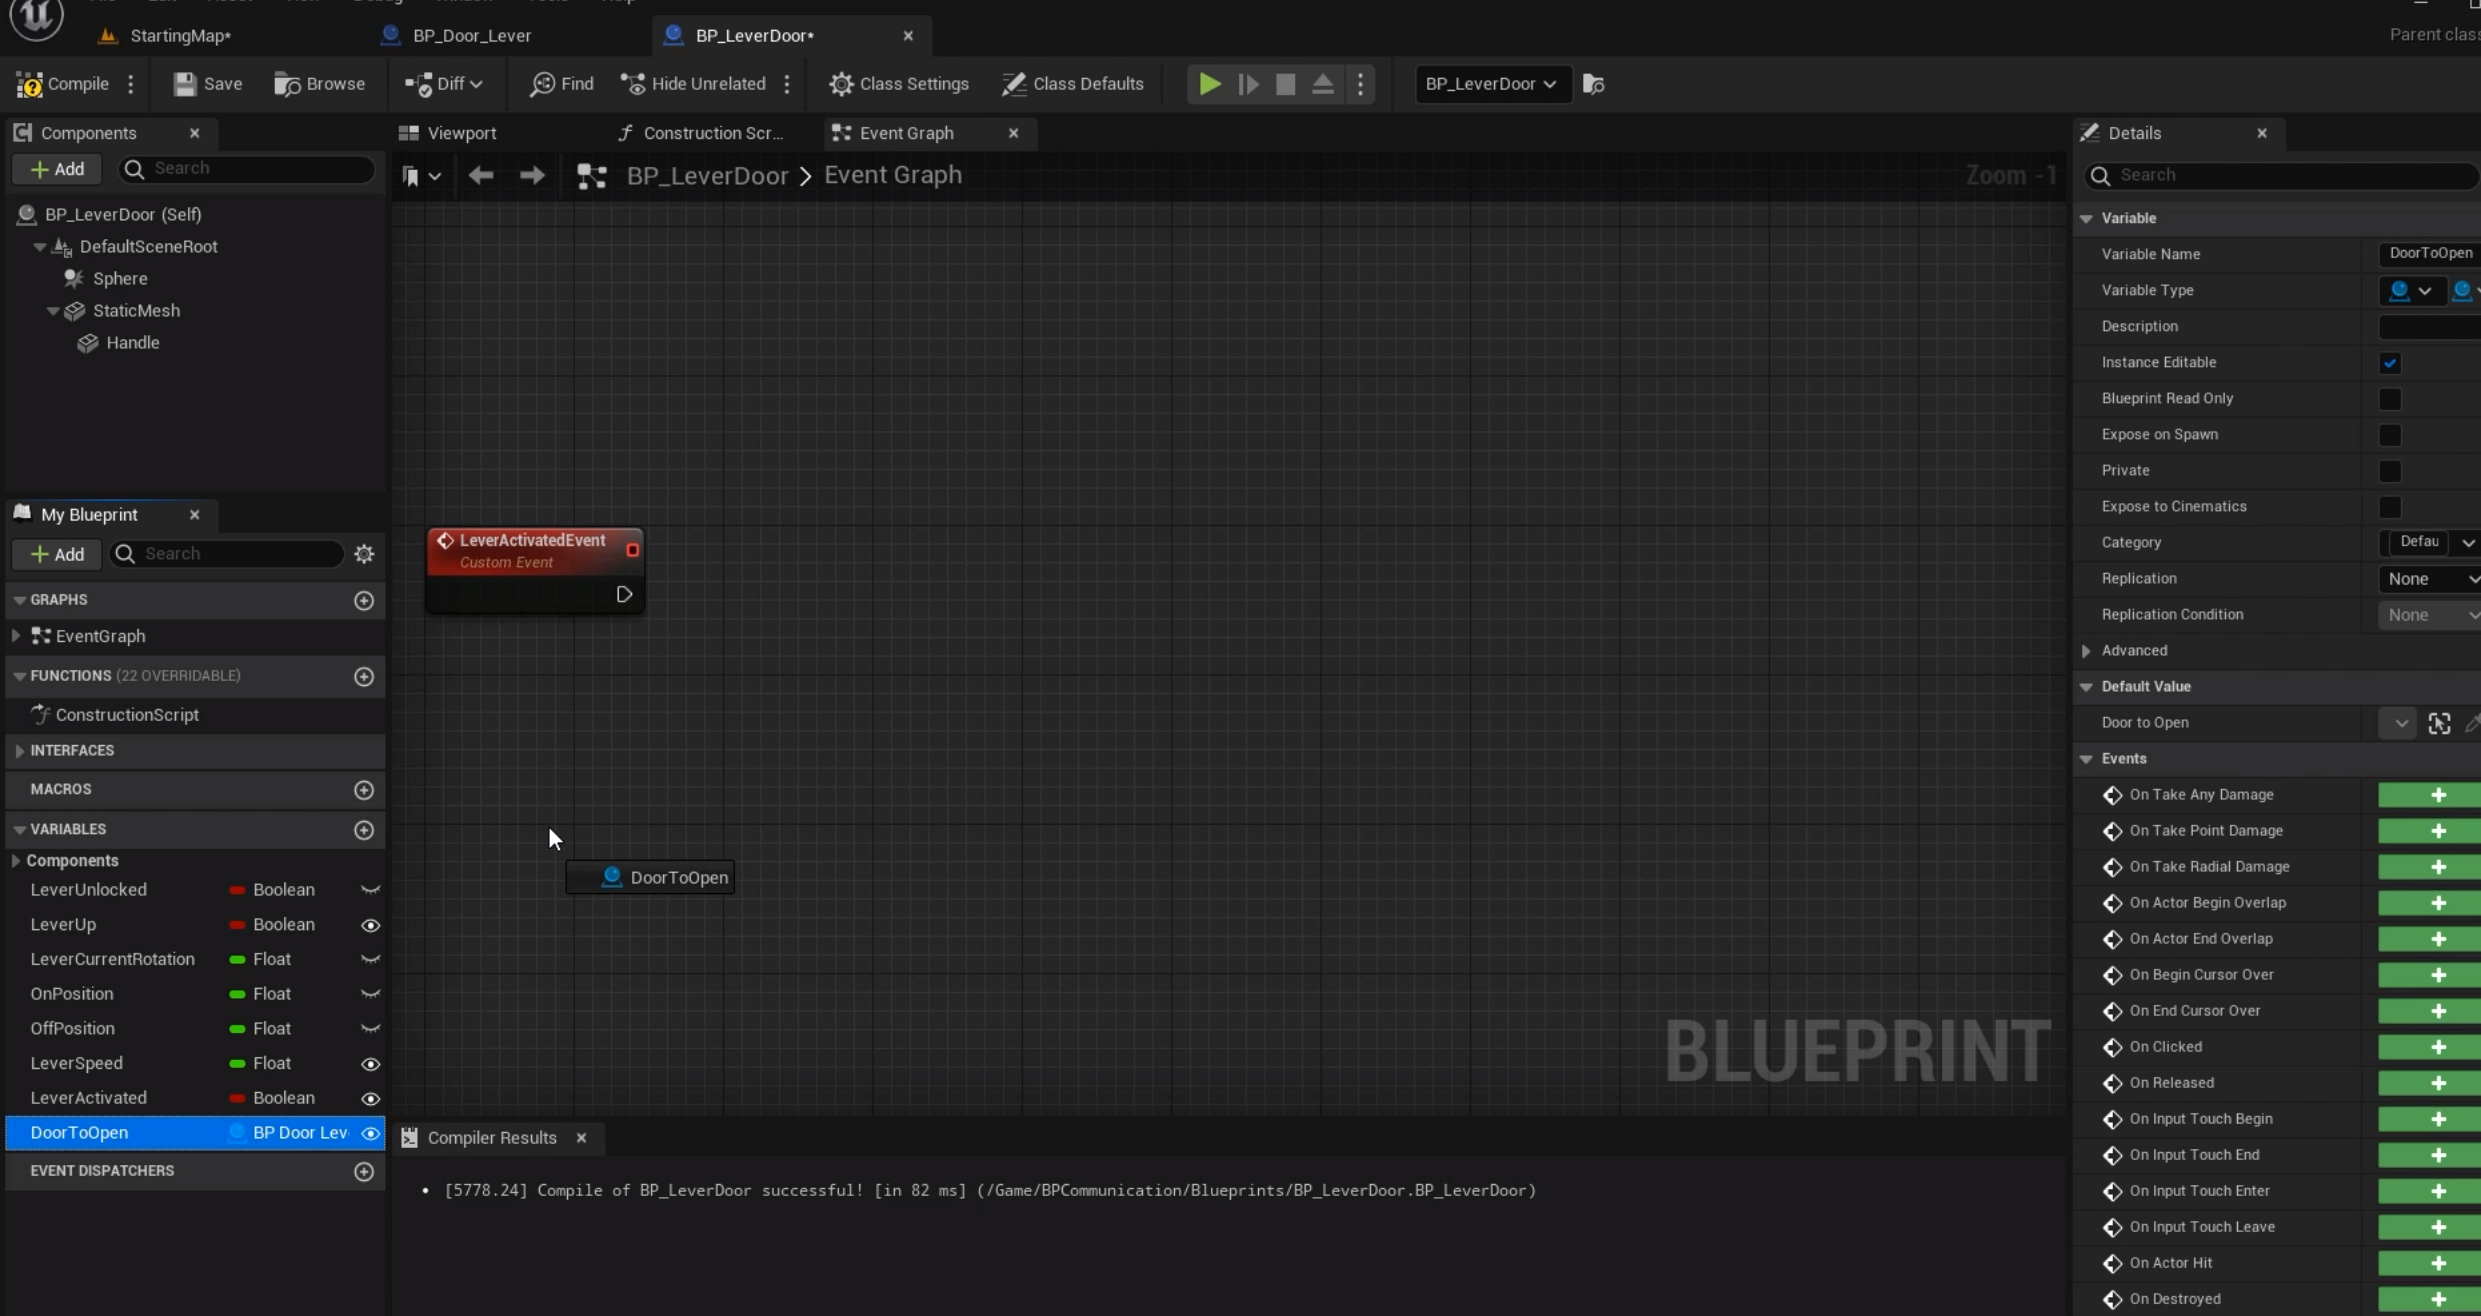 StartingMap*
BP_Door_Lever
BP_LeverDoor*
Parent clas
Compile
Save
Browse
Diff
Find
Hide Unrelated
Class Settings
Class Defaults
BP_LeverDoor
Components
Viewport
Construction Scr...
Event Graph
Details
Add
Search
BP_LeverDoor > Event Graph
Zoom -1
Search
BP_LeverDoor (Self)
DefaultSceneRoot
Sphere
StaticMesh
Handle
My Blueprint
Add
Search
GRAPHS
EventGraph
FUNCTIONS (22 OVERRIDABLE)
ConstructionScript
INTERFACES
MACROS
VARIABLES
Components
LeverUnlocked Boolean
LeverUp Boolean
LeverCurrentRotation Float
OnPosition Float
OffPosition Float
LeverSpeed Float
LeverActivated Boolean
DoorToOpen BP Door Lev
EVENT DISPATCHERS
LeverActivatedEvent
Custom Event
DoorToOpen
BLUEPRINT
Compiler Results
• [5778.24] Compile of BP_LeverDoor successful! [in 82 ms] (/Game/BPCommunication/Blueprints/BP_LeverDoor.BP_LeverDoor)
Variable
Variable Name DoorToOpen
Variable Type
Description
Instance Editable
Blueprint Read Only
Expose on Spawn
Private
Expose to Cinematics
Category Defau
Replication None
Replication Condition None
Advanced
Default Value
Door to Open
Events
On Take Any Damage
On Take Point Damage
On Take Radial Damage
On Actor Begin Overlap
On Actor End Overlap
On Begin Cursor Over
On End Cursor Over
On Clicked
On Released
On Input Touch Begin
On Input Touch End
On Input Touch Enter
On Input Touch Leave
On Actor Hit
On Destroyed